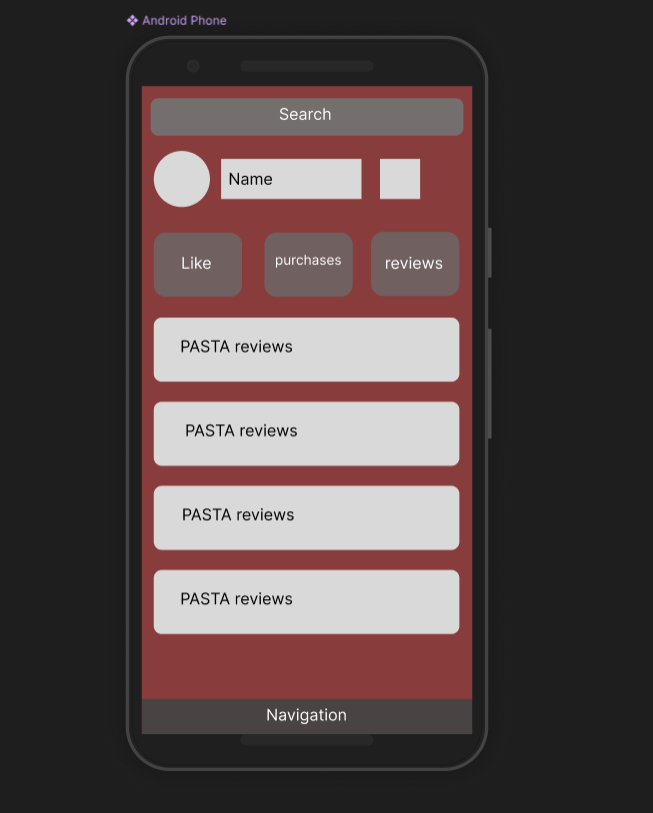 Android Phone
Search
Name
Like
purchases
reviews
PASTA reviews
PASTA reviews
PASTA reviews
PASTA reviews
Navigation